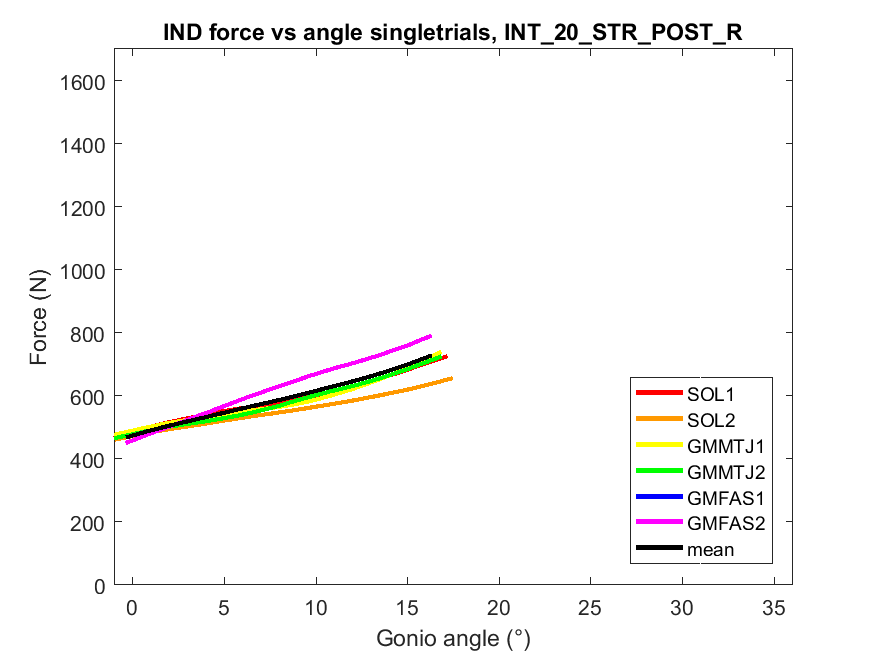 IND force vs angle singletrials, INT_20_STR_POST_R
1600
1400
1200
1000
800
600
400
200
0
Force (N)
0 5 10 15 20 25 30 35
Gonio angle (°)
SOL1
SOL2
GMMTJ1
GMMTJ2
GMFAS1
GMFAS2
mean